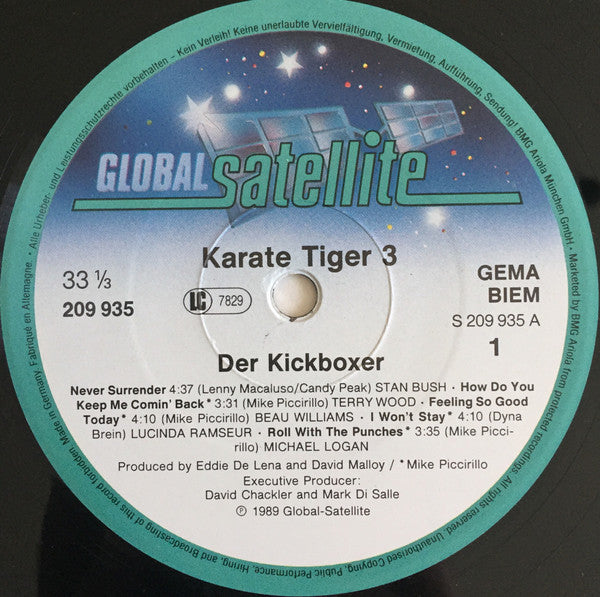 Alle Urheber- und Leistungsschutzrechte vorbehalten - Kein Verleih! Keine unerlaubte Vervielfältigung, Vermietung, Aufführung, Sendung! BMG Ariola München GmbH · Marketed by BMG Ariola from protected recordings. All rights reserved. Unauthorised Copying, Public Performance, Hiring, and Broadcasting of this record forbidden · Made in Germany · Fabriqué en Allemagne ·
GLOBAL satellite
Karate Tiger 3
33 ⅓
209 935
LC 7829
GEMA
BIEM
S 209 935 A
1
Der Kickboxer
Never Surrender 4:37 (Lenny Macaluso/Candy Peak) STAN BUSH · How Do You
Keep Me Comin' Back* 3:31 (Mike Piccirillo) TERRY WOOD · Feeling So Good
Today* 4:10 (Mike Piccirillo) BEAU WILLIAMS · I Won't Stay* 4:10 (Dyna
Brein) LUCINDA RAMSEUR · Roll With The Punches* 3:35 (Mike Picci-
rillo) MICHAEL LOGAN
Produced by Eddie De Lena and David Malloy / *Mike Piccirillo
Executive Producer:
David Chackler and Mark Di Salle
℗ 1989 Global-Satellite